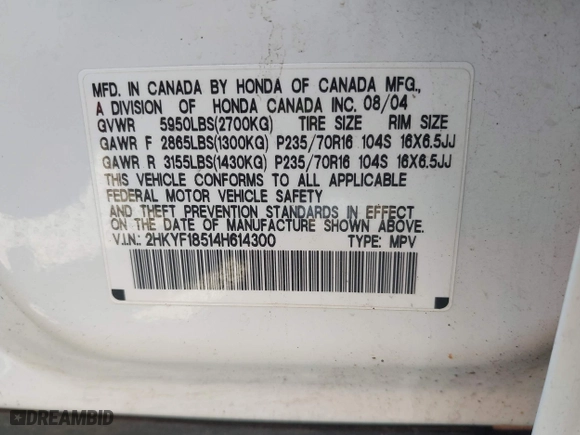 MFD. IN CANADA BY HONDA OF CANADA MFG.,
A DIVISION OF HONDA CANADA INC. 08/04
GVWR 5950LBS(2700KG) TIRE SIZE RIM SIZE
GAWR F 2865LBS(1300KG) P235/70R16 104S 16X6.5JJ
GAWR R 3155LBS(1430KG) P235/70R16 104S 16X6.5JJ
THIS VEHICLE CONFORMS TO ALL APPLICABLE
FEDERAL MOTOR VEHICLE SAFETY
AND THEFT PREVENTION STANDARDS IN EFFECT
ON THE DATE OF MANUFACTURE SHOWN ABOVE.
V.I.N.: 2HKYF18514H614300 TYPE: MPV
DREAMBID